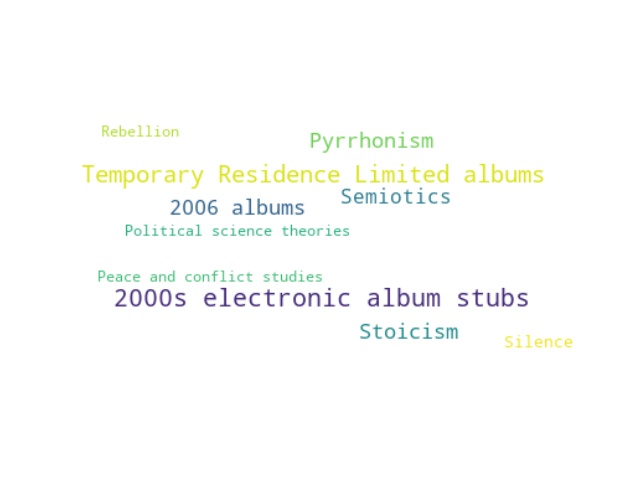 Rebellion
Pyrrhonism
Temporary Residence Limited albums
Semiotics
2006 albums
Political science theories
Peace and conflict studies
2000s electronic album stubs
Stoicism
Silence